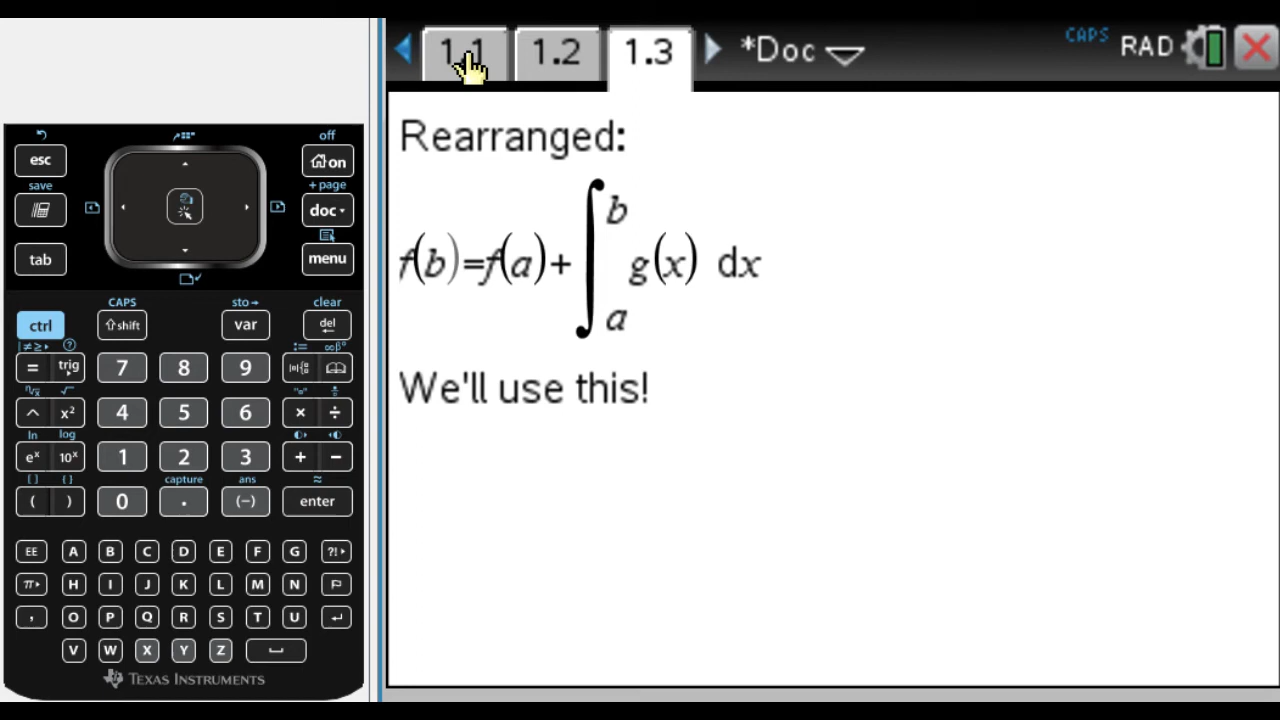 1.1 1.2 1.3 *Doc CAPS RAD
Rearranged:
f(b)=f(a)+∫ₐᵇ g(x) dx
We'll use this!
off
esc on
save + page
doc
tab menu
CAPS sto→ clear
ctrl ⇧shift var del
|≠≥▸ ? := ∞β°
= trig 7 8 9
ⁿ√x √ "□"
^ x² 4 5 6 × ÷
ln log
eˣ 10ˣ 1 2 3 + −
[ ] { } capture ans ≈
( ) 0 . (−) enter
EE A B C D E F G ?!▸
π▸ H I J K L M N
, O P Q R S T U ↵
V W X Y Z
TEXAS INSTRUMENTS